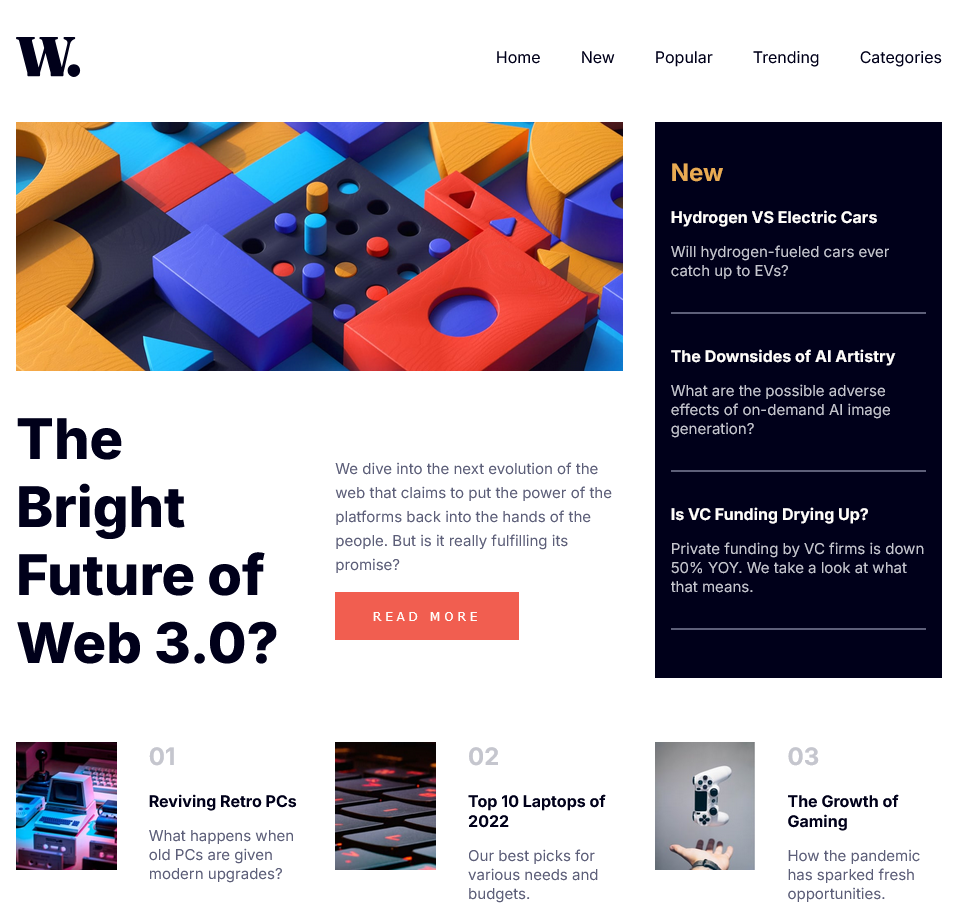 W.
Home New Popular Trending Categories
The
Bright
Future of
Web 3.0?
We dive into the next evolution of the
web that claims to put the power of the
platforms back into the hands of the
people. But is it really fulfilling its
promise?
READ MORE
New
Hydrogen VS Electric Cars
Will hydrogen-fueled cars ever
catch up to EVs?
The Downsides of AI Artistry
What are the possible adverse
effects of on-demand AI image
generation?
Is VC Funding Drying Up?
Private funding by VC firms is down
50% YOY. We take a look at what
that means.
01
Reviving Retro PCs
What happens when
old PCs are given
modern upgrades?
02
Top 10 Laptops of
2022
Our best picks for
various needs and
budgets.
03
The Growth of
Gaming
How the pandemic
has sparked fresh
opportunities.